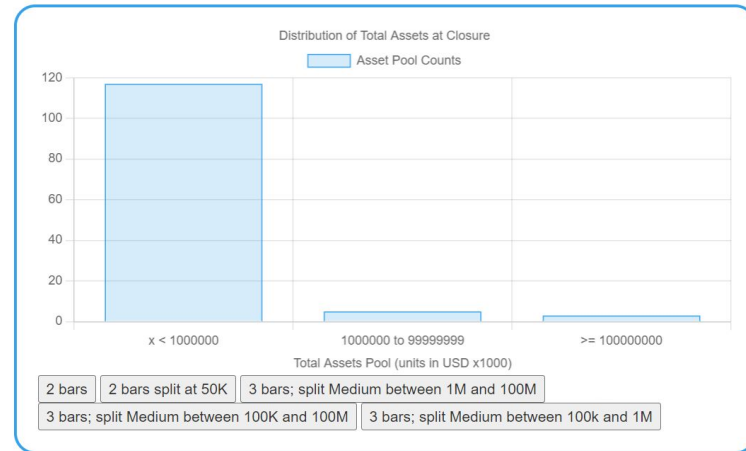 Distribution of Total Assets at Closure
Asset Pool Counts
120
100
80
60
40
20
0
x < 1000000
1000000 to 99999999
>= 100000000
Total Assets Pool (units in USD x1000)
2 bars
2 bars split at 50K
3 bars; split Medium between 1M and 100M
3 bars; split Medium between 100K and 100M
3 bars; split Medium between 100k and 1M